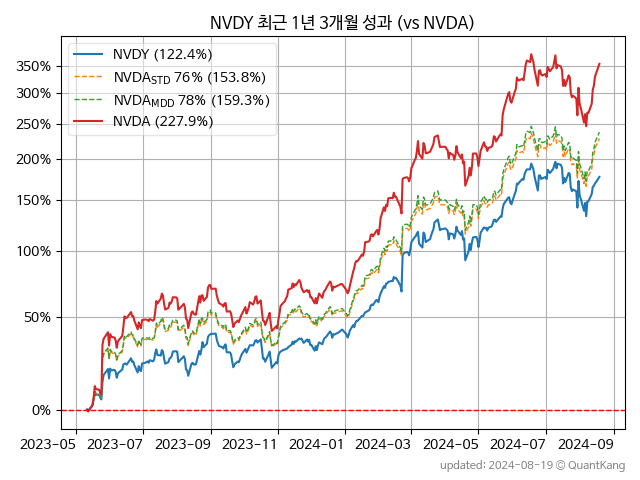 NVDY 최근 1년 3개월 성과 (vs NVDA)
NVDY (122.4%)
NVDA_STD 76% (153.8%)
NVDA_MDD 78% (159.3%)
NVDA (227.9%)
350%
300%
250%
200%
150%
100%
50%
0%
2023-05 2023-07 2023-09 2023-11 2024-01 2024-03 2024-05 2024-07 2024-09
updated: 2024-08-19 © QuantKang